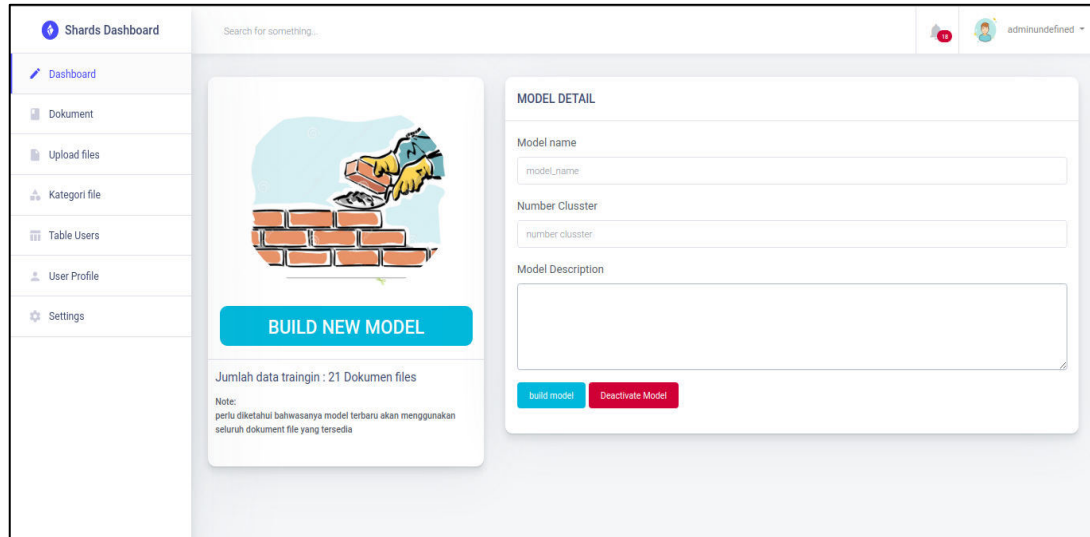 Shards Dashboard
Search for something..
18
adminundefined
Dashboard
Dokument
Upload files
Kategori file
Table Users
User Profile
Settings
BUILD NEW MODEL
Jumlah data traingin : 21 Dokumen files
Note:
perlu diketahui bahwasanya model terbaru akan menggunakan
seluruh dokument file yang tersedia
MODEL DETAIL
Model name
model_name
Number Clusster
number clusster
Model Description
build model
Deactivate Model